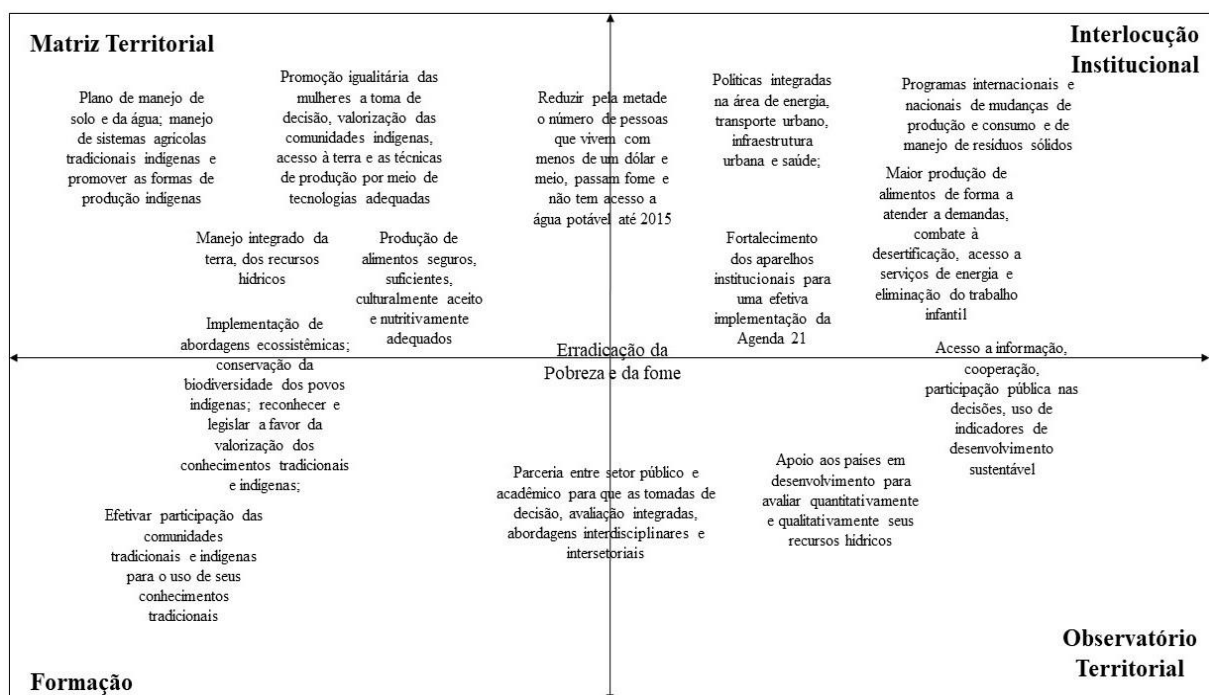 Matriz Territorial
Plano de manejo de
solo e da água; manejo
de sistemas agrícolas
tradicionais indígenas e
promover as formas de
produção indígenas
Promoção igualitária das
mulheres a toma de
decisão, valorização das
comunidades indígenas,
acesso à terra e as técnicas
de produção por meio de
tecnologias adequadas
Manejo integrado da
terra, dos recursos
hídricos
Produção de
alimentos seguros,
suficientes,
culturalmente aceito
e nutritivamente
adequados
Implementação de
abordagens ecossistêmicas;
conservação da
biodiversidade dos povos
indígenas; reconhecer e
legislar a favor da
valorização dos
conhecimentos tradicionais
e indígenas;
Efetivar participação das
comunidades
tradicionais e indígenas
para o uso de seus
conhecimentos
tradicionais
Formação
Reduzir pela metade
o número de pessoas
que vivem com
menos de um dólar e
meio, passam fome e
não tem acesso a
água potável até 2015
Erradicação da
Pobreza e da fome
Parceria entre setor público e
acadêmico para que as tomadas de
decisão, avaliação integradas,
abordagens interdisciplinares e
intersetoriais
Interlocução
Institucional
Políticas integradas
na área de energia,
transporte urbano,
infraestrutura
urbana e saúde;
Programas internacionais e
nacionais de mudanças de
produção e consumo e de
manejo de resíduos sólidos
Maior produção de
alimentos de forma a
atender a demandas,
combate à
desertificação, acesso a
serviços de energia e
eliminação do trabalho
infantil
Fortalecimento
dos aparelhos
institucionais para
uma efetiva
implementação da
Agenda 21
Acesso a informação,
cooperação,
participação pública nas
decisões, uso de
indicadores de
desenvolvimento
sustentável
Apoio aos países em
desenvolvimento para
avaliar quantitativamente
e qualitativamente seus
recursos hídricos
Observatório
Territorial